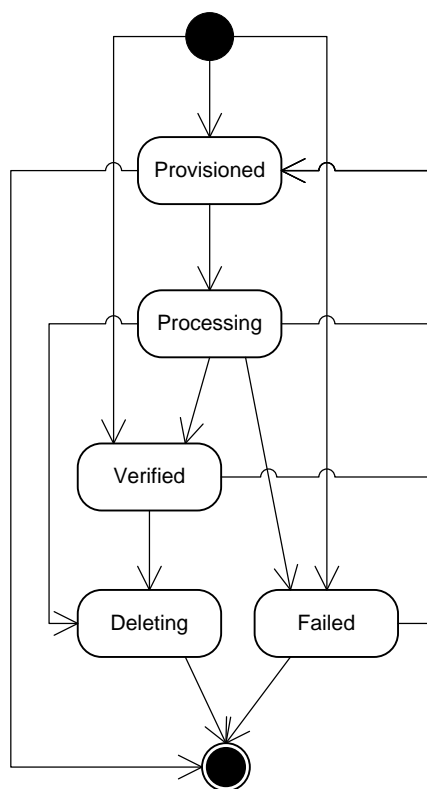 Provisioned
Processing
Verified
Deleting
Failed